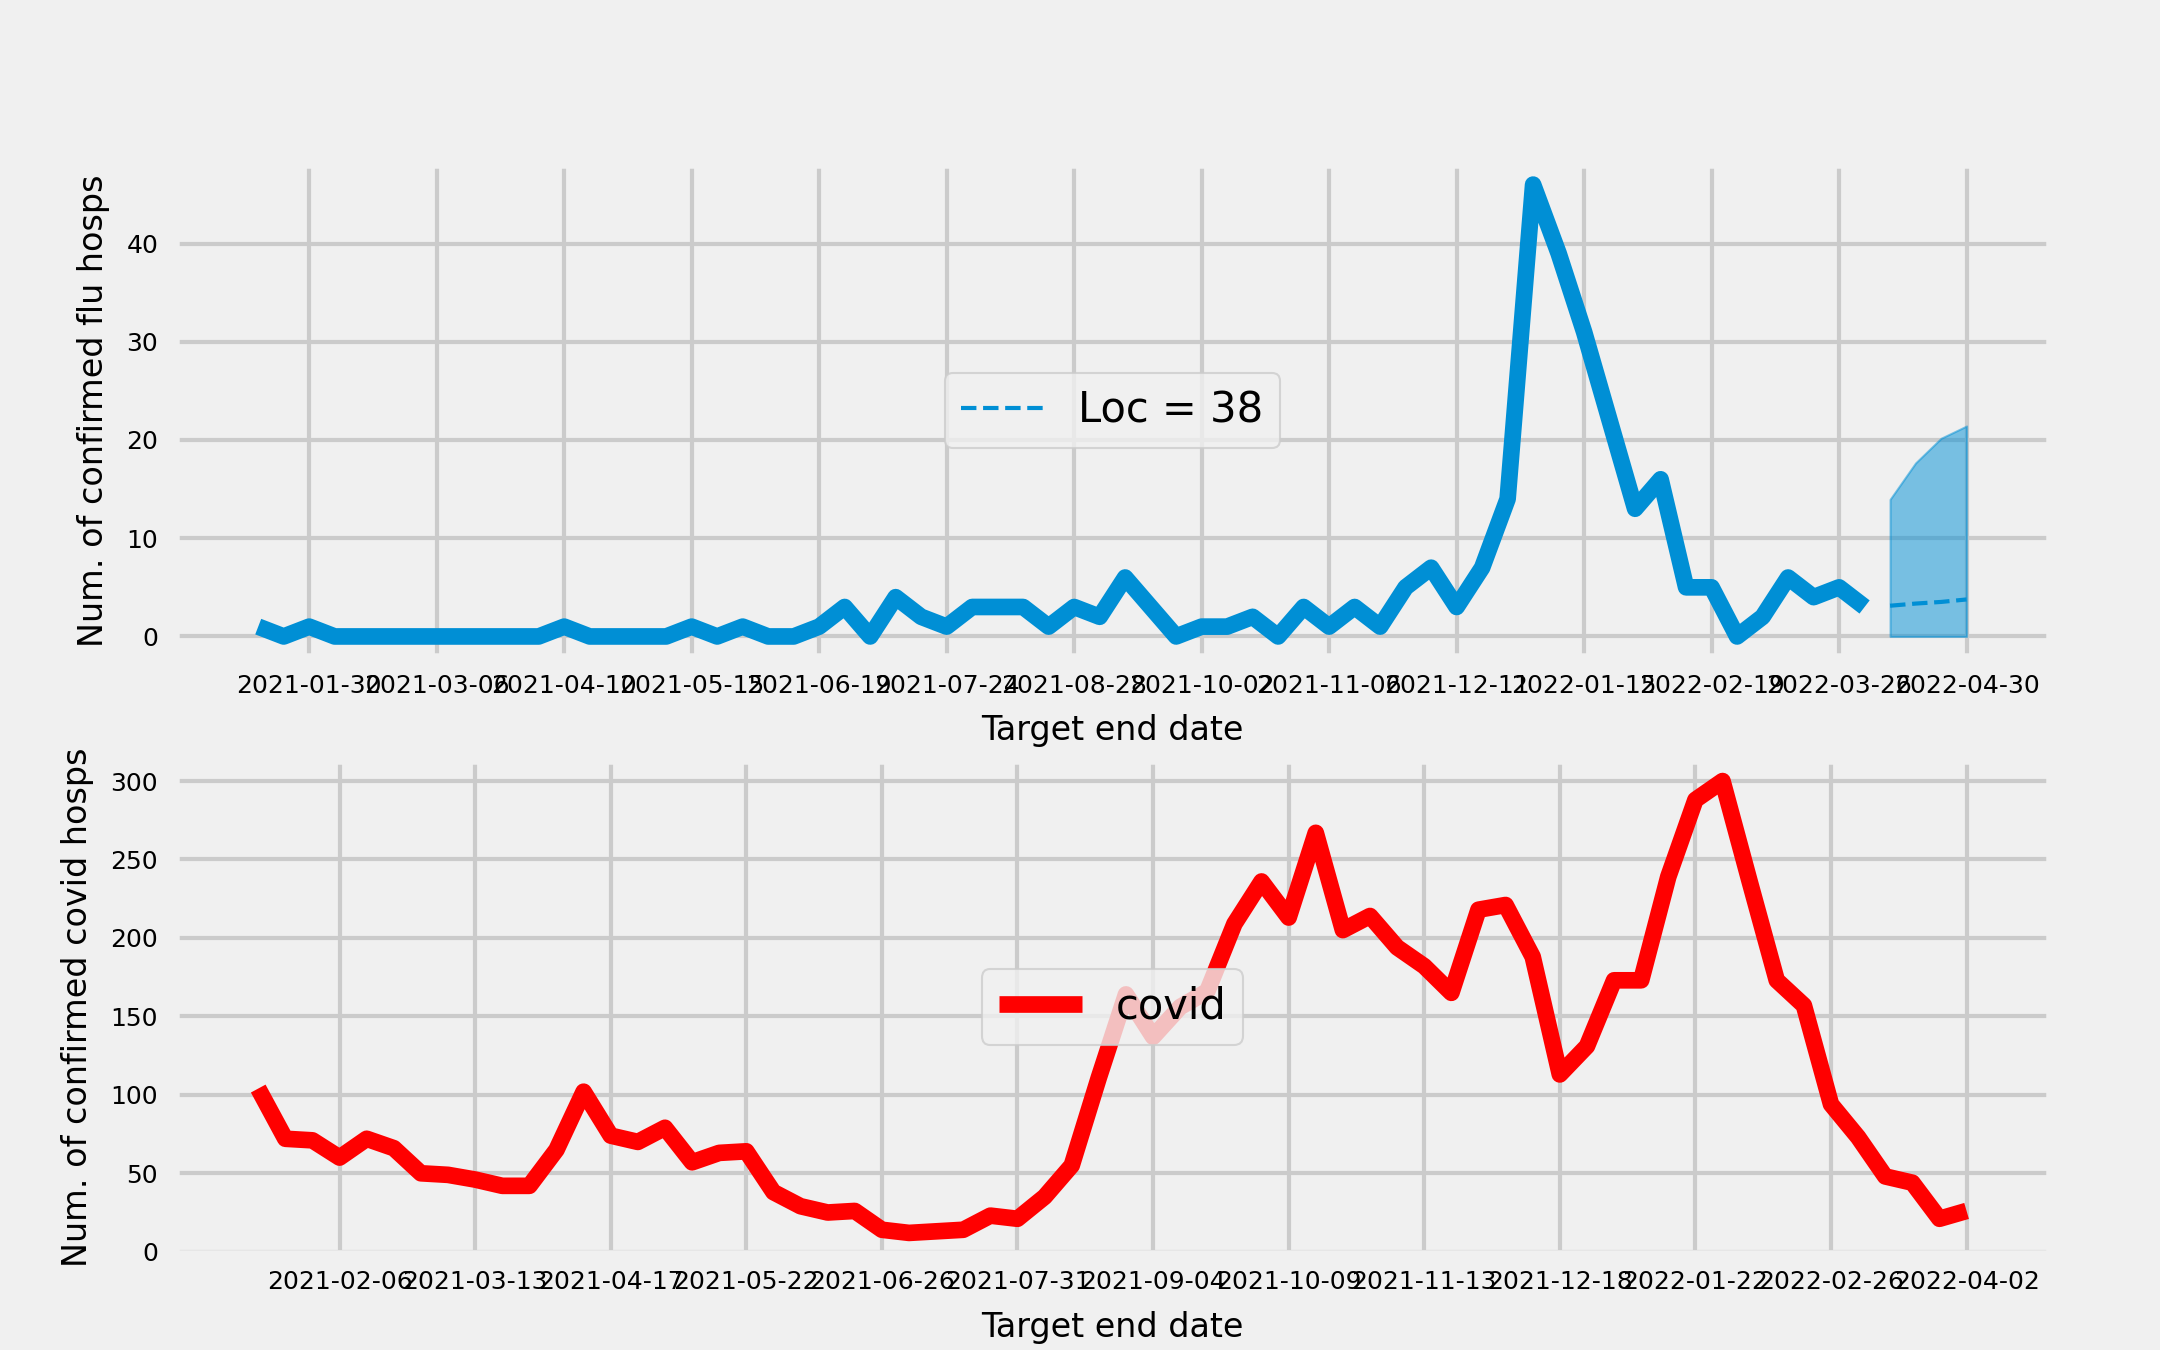 Num. of confirmed flu hosps
40
30
20
10
0
Loc = 38
2021-01-30 2021-03-06 2021-04-10 2021-05-15 2021-06-19 2021-07-24 2021-08-28 2021-10-02 2021-11-06 2021-12-11 2022-01-15 2022-02-19 2022-03-26 2022-04-30
Target end date
Num. of confirmed covid hosps
300
250
200
150
100
50
0
covid
2021-02-06 2021-03-13 2021-04-17 2021-05-22 2021-06-26 2021-07-31 2021-09-04 2021-10-09 2021-11-13 2021-12-18 2022-01-22 2022-02-26 2022-04-02
Target end date